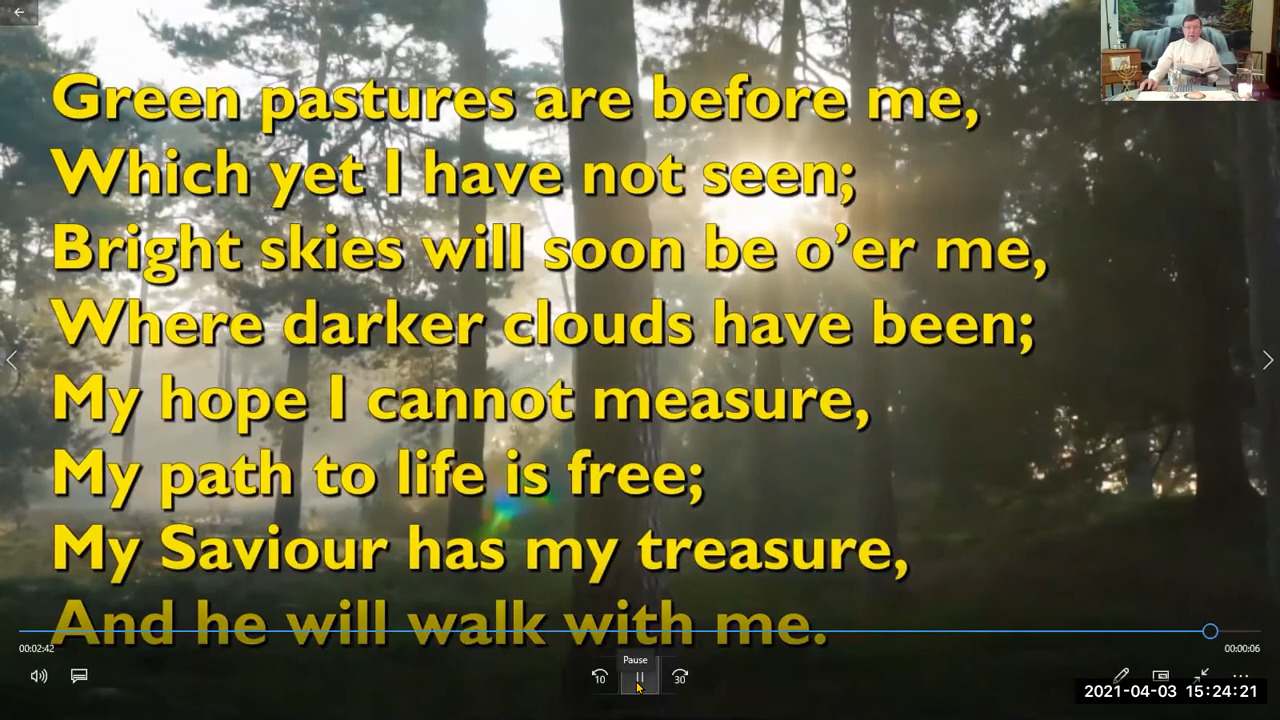 Green pastures are before me,
Which yet I have not seen;
Bright skies will soon be o’er me,
Where darker clouds have been;
My hope I cannot measure,
My path to life is free;
My Saviour has my treasure,
And he will walk with me.
00:02:42
00:00:06
Pause
10
30
2021-04-03 15:24:21